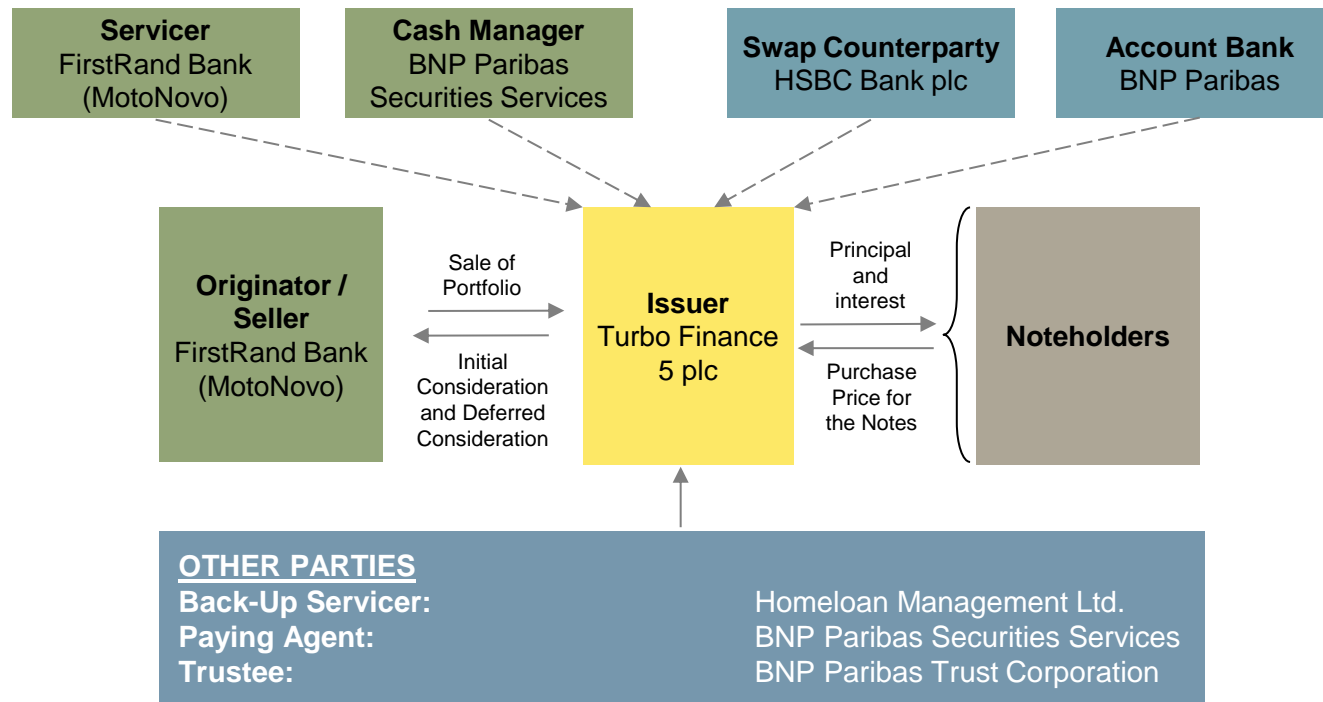 Servicer
FirstRand Bank
(MotoNovo)
Cash Manager
BNP Paribas
Securities Services
Swap Counterparty
HSBC Bank plc
Account Bank
BNP Paribas
Originator /
Seller
FirstRand Bank
(MotoNovo)
Sale of
Portfolio
Initial
Consideration
and Deferred
Consideration
Issuer
Turbo Finance
5 plc
Principal
and
interest
Purchase
Price for
the Notes
Noteholders
OTHER PARTIES
Back-Up Servicer: Homeloan Management Ltd.
Paying Agent: BNP Paribas Securities Services
Trustee: BNP Paribas Trust Corporation